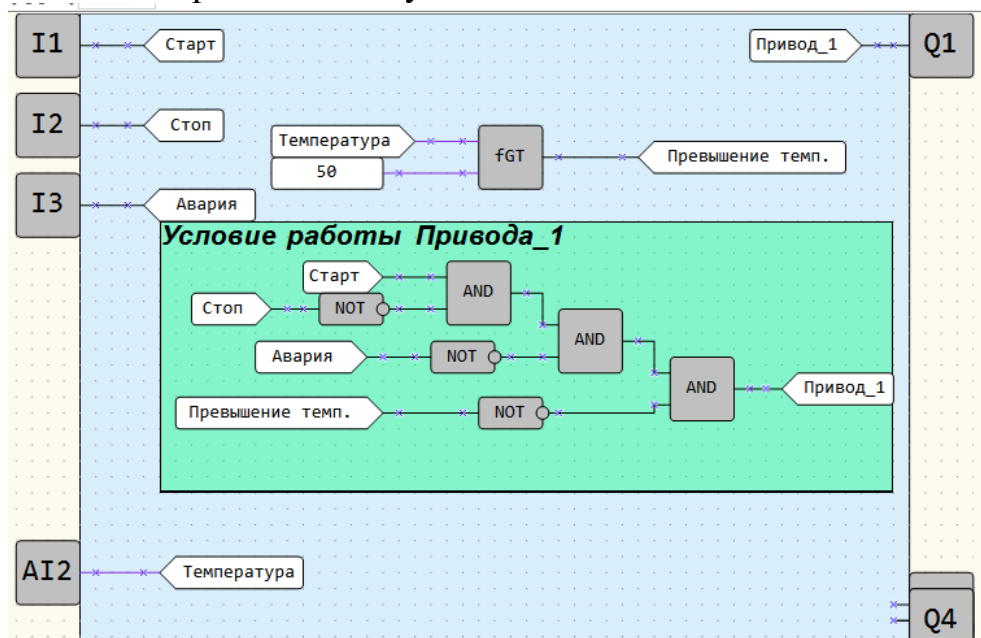 I1
Старт
Привод_1
Q1
I2
Стоп
Температура
50
fGT
Превышение темп.
I3
Авария
Условие работы Привода_1
Старт
AND
Стоп
NOT
AND
Авария
NOT
AND
Привод_1
Превышение темп.
NOT
AI2
Температура
Q4